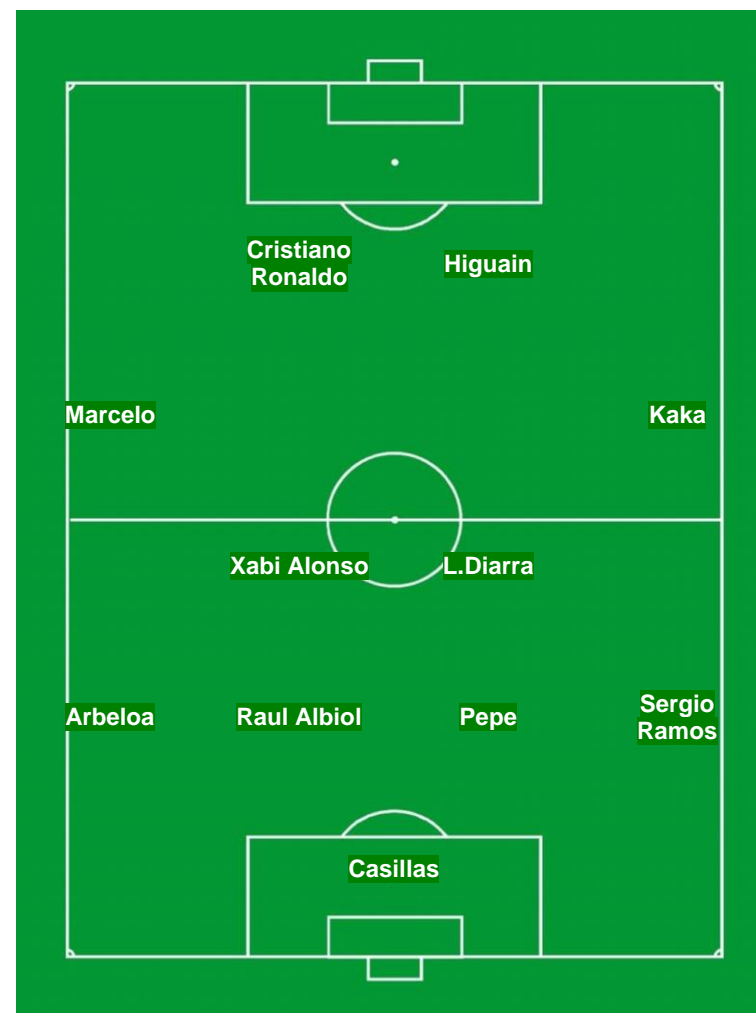 Cristiano
Ronaldo
Higuain
Marcelo
Kaka
Xabi Alonso
L.Diarra
Arbeloa
Raul Albiol
Pepe
Sergio
Ramos
Casillas